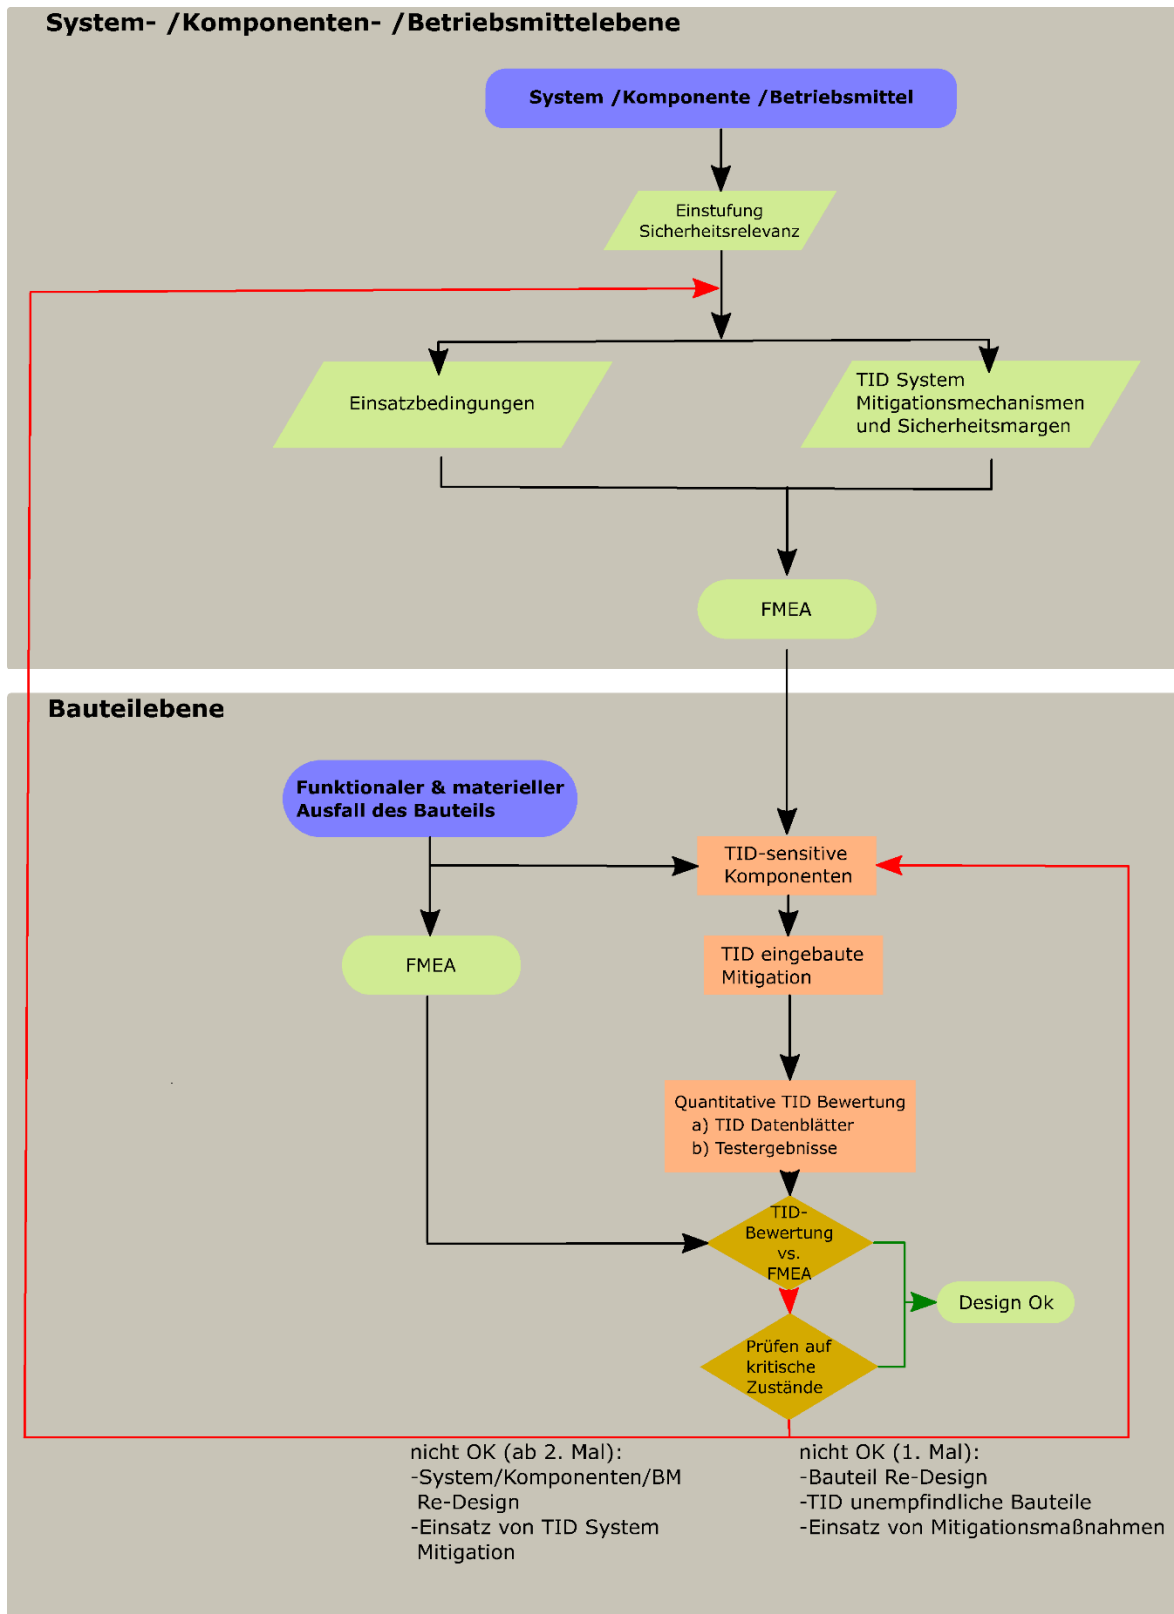 System- /Komponenten- /Betriebsmittelebene
System /Komponente /Betriebsmittel
Einstufung
Sicherheitsrelevanz
Einsatzbedingungen
TID System
Mitigationsmechanismen
und Sicherheitsmargen
FMEA
Bauteilebene
Funktionaler & materieller
Ausfall des Bauteils
TID-sensitive
Komponenten
FMEA
TID eingebaute
Mitigation
Quantitative TID Bewertung
a) TID Datenblätter
b) Testergebnisse
TID-
Bewertung
vs.
FMEA
Design Ok
Prüfen auf
kritische
Zustände
nicht OK (ab 2. Mal):
-System/Komponenten/BM
Re-Design
-Einsatz von TID System
Mitigation
nicht OK (1. Mal):
-Bauteil Re-Design
-TID unempfindliche Bauteile
-Einsatz von Mitigationsmaßnahmen